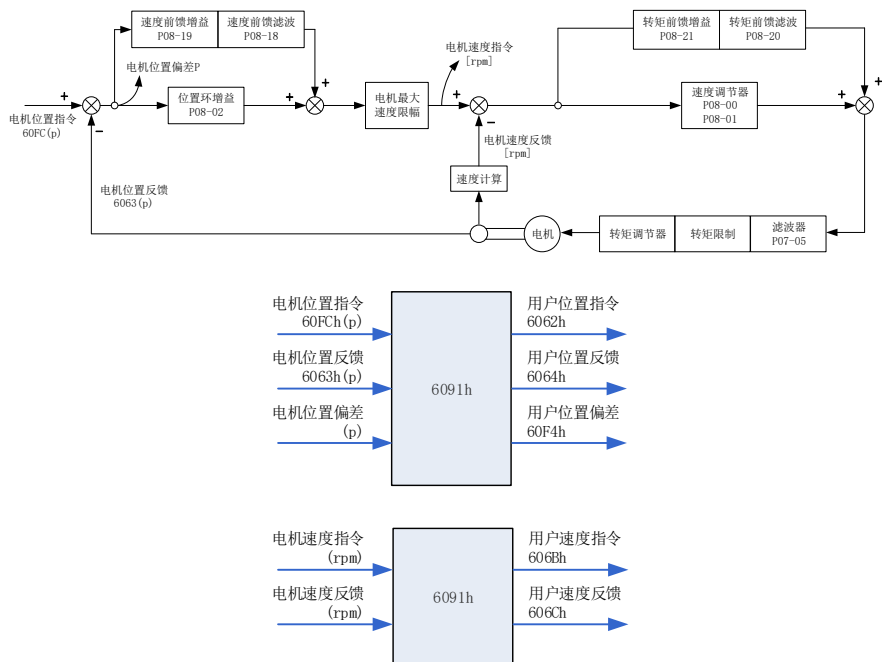 速度前馈增益
P08-19
速度前馈滤波
P08-18
转矩前馈增益
P08-21
转矩前馈滤波
P08-20
电机速度指令
[rpm]
电机位置偏差P
+
+
+
位置环增益
P08-02
+
电机最大
速度限幅
+
速度调节器
P08-00
P08-01
+
+
电机位置指令
60FC(p)
-
-
电机速度反馈
[rpm]
速度计算
电机位置反馈
6063(p)
电机
转矩调节器
转矩限制
滤波器
P07-05
电机位置指令
60FCh(p)
用户位置指令
6062h
电机位置反馈
6063h(p)
6091h
用户位置反馈
6064h
电机位置偏差
(p)
用户位置偏差
60F4h
电机速度指令
(rpm)
用户速度指令
606Bh
6091h
电机速度反馈
(rpm)
用户速度反馈
606Ch